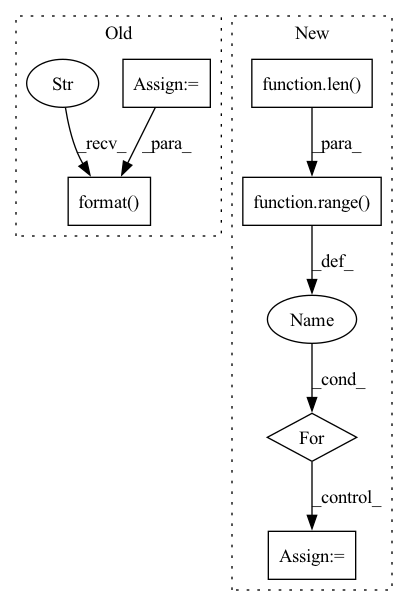 Old
Str
Assign:=
_recv_
_para_
format()
New
function.len()
_para_
function.range()
_def_
Name
_cond_
For
_control_
Assign:=